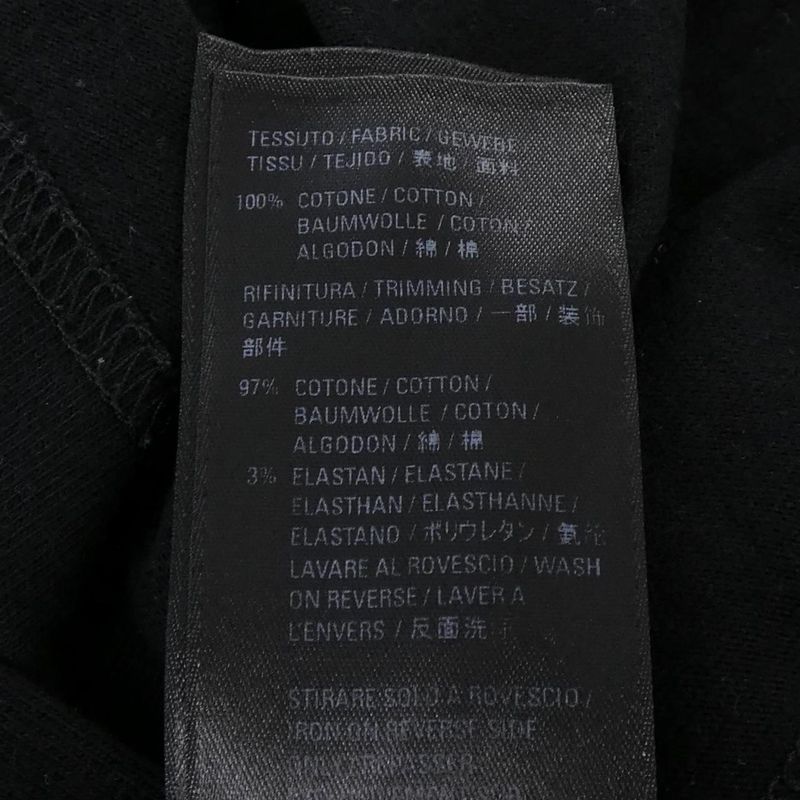 TESSUTO / FABRIC / GEWEBE
TISSU / TEJIDO / 表地 / 面料
100% COTONE / COTTON /
BAUMWOLLE / COTON /
ALGODON / 綿 / 棉
RIFINITURA / TRIMMING / BESATZ /
GARNITURE / ADORNO / 一部 / 装饰
部件
97% COTONE / COTTON /
BAUMWOLLE / COTON /
ALGODON / 綿 / 棉
3% ELASTAN / ELASTANE /
ELASTHAN / ELASTHANNE /
ELASTANO / ポリウレタン / 氨纶
LAVARE AL ROVESCIO / WASH
ON REVERSE / LAVER A
L'ENVERS / 反面洗
STIRARE SOLO A ROVESCIO /
IRON ON REVERSE SIDE
ONLY / REPASSER